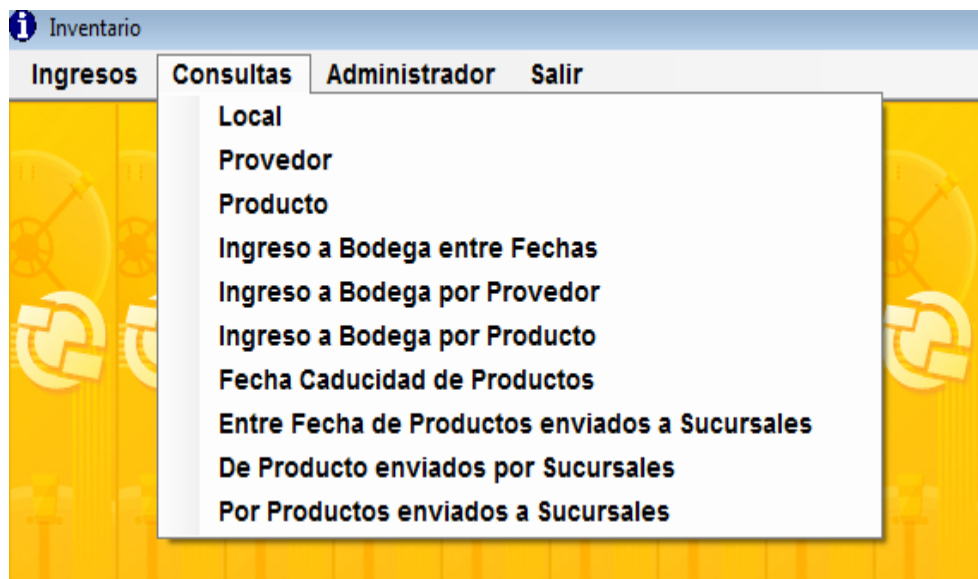 Inventario
Ingresos Consultas Administrador Salir
Local
Provedor
Producto
Ingreso a Bodega entre Fechas
Ingreso a Bodega por Provedor
Ingreso a Bodega por Producto
Fecha Caducidad de Productos
Entre Fecha de Productos enviados a Sucursales
De Producto enviados por Sucursales
Por Productos enviados a Sucursales